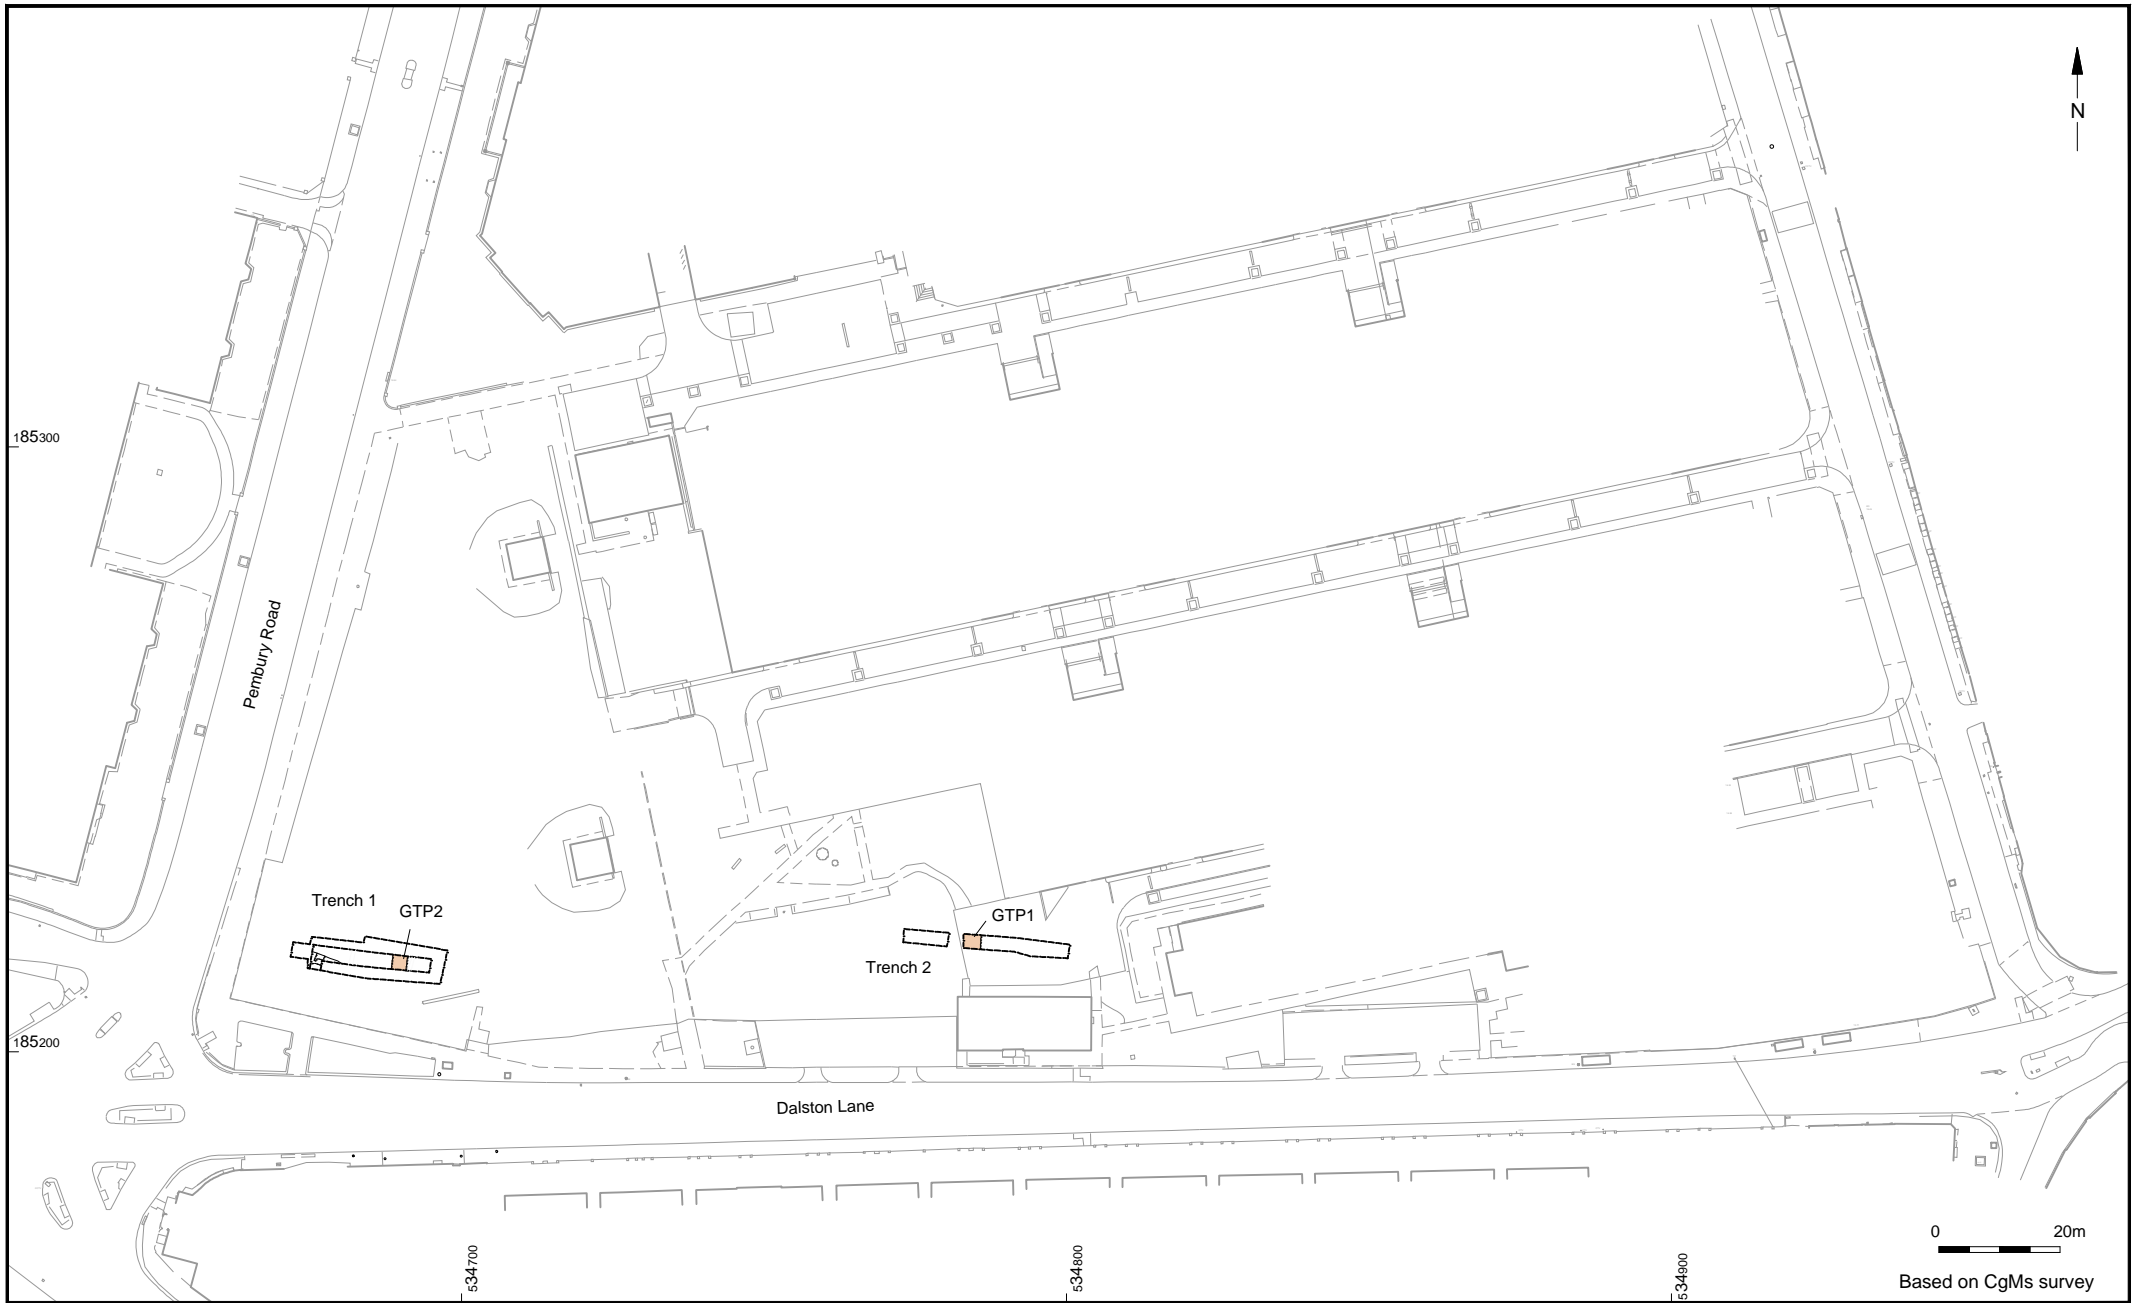 N
185300
Pembury Road
Trench 1
GTP2
GTP1
Trench 2
185200
Dalston Lane
0 20m
534700
534800
534900
Based on CgMs survey